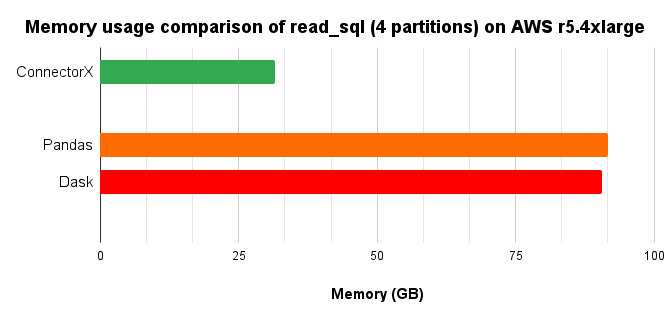 Memory usage comparison of read_sql (4 partitions) on AWS r5.4xlarge
ConnectorX
Pandas
Dask
0 25 50 75 100
Memory (GB)